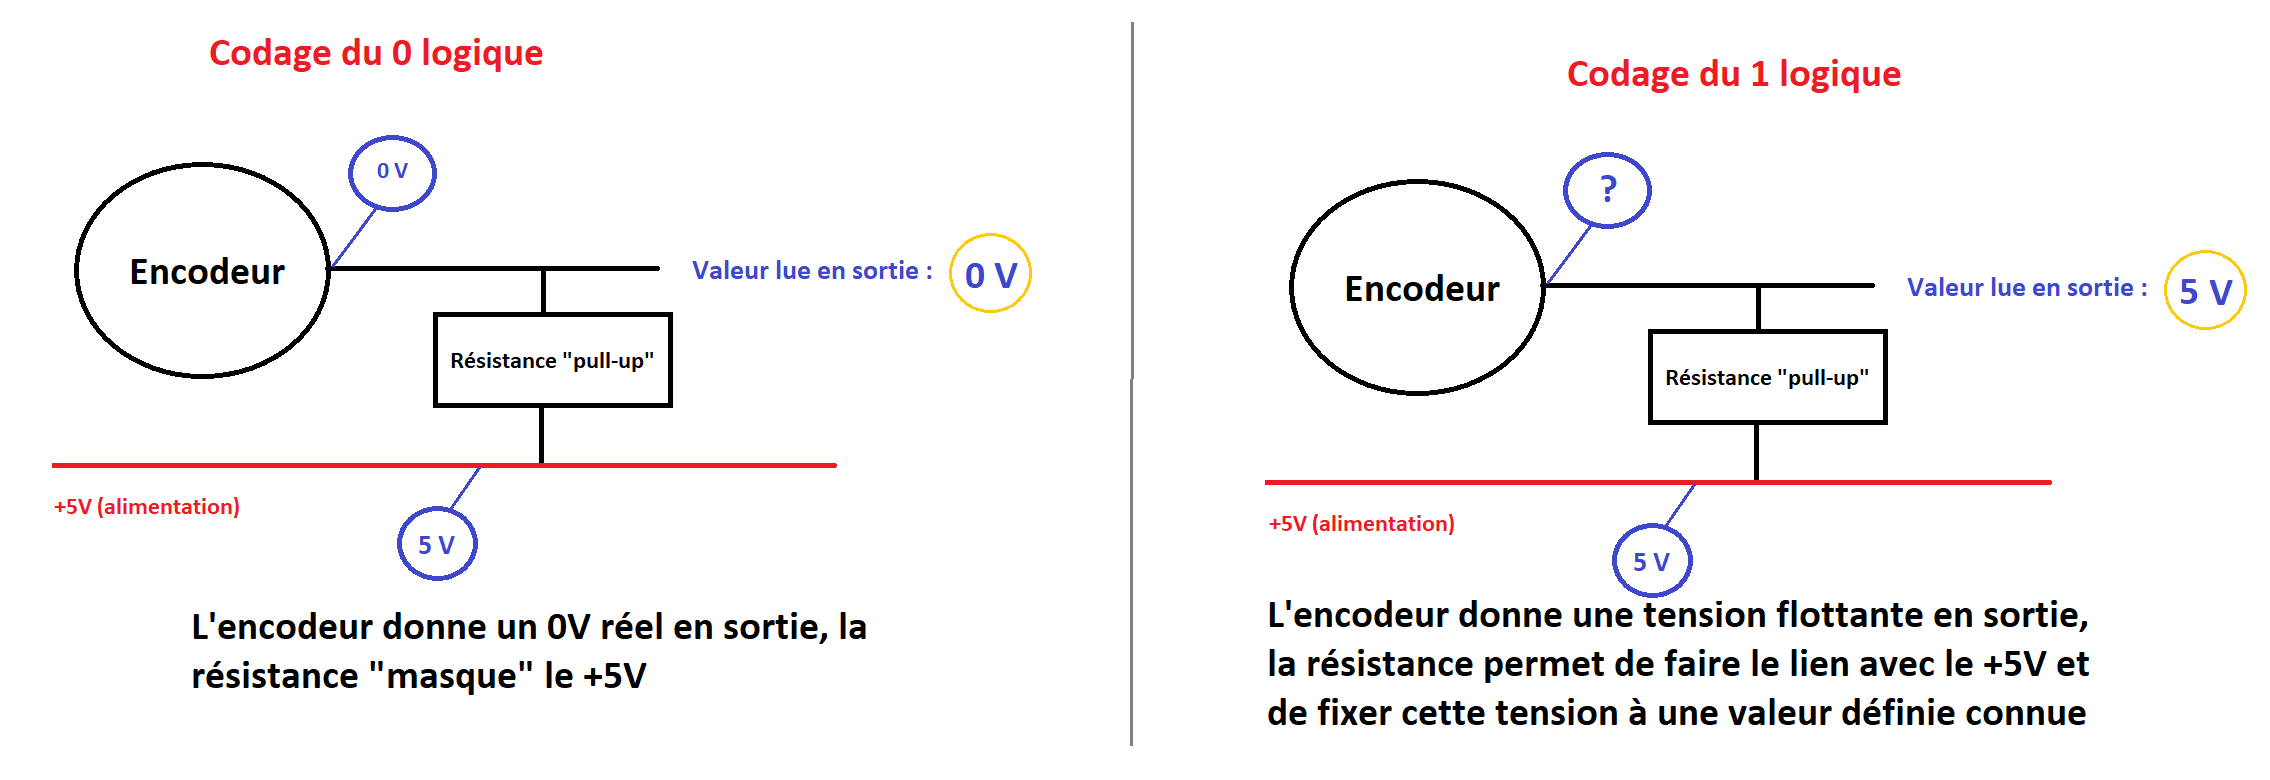 Codage du 0 logique
0 V
Encodeur
Valeur lue en sortie :
0 V
Résistance "pull-up"
+5V (alimentation)
5 V
L'encodeur donne un 0V réel en sortie, la
résistance "masque" le +5V
Codage du 1 logique
?
Encodeur
Valeur lue en sortie :
5 V
Résistance "pull-up"
+5V (alimentation)
5 V
L'encodeur donne une tension flottante en sortie,
la résistance permet de faire le lien avec le +5V et
de fixer cette tension à une valeur définie connue